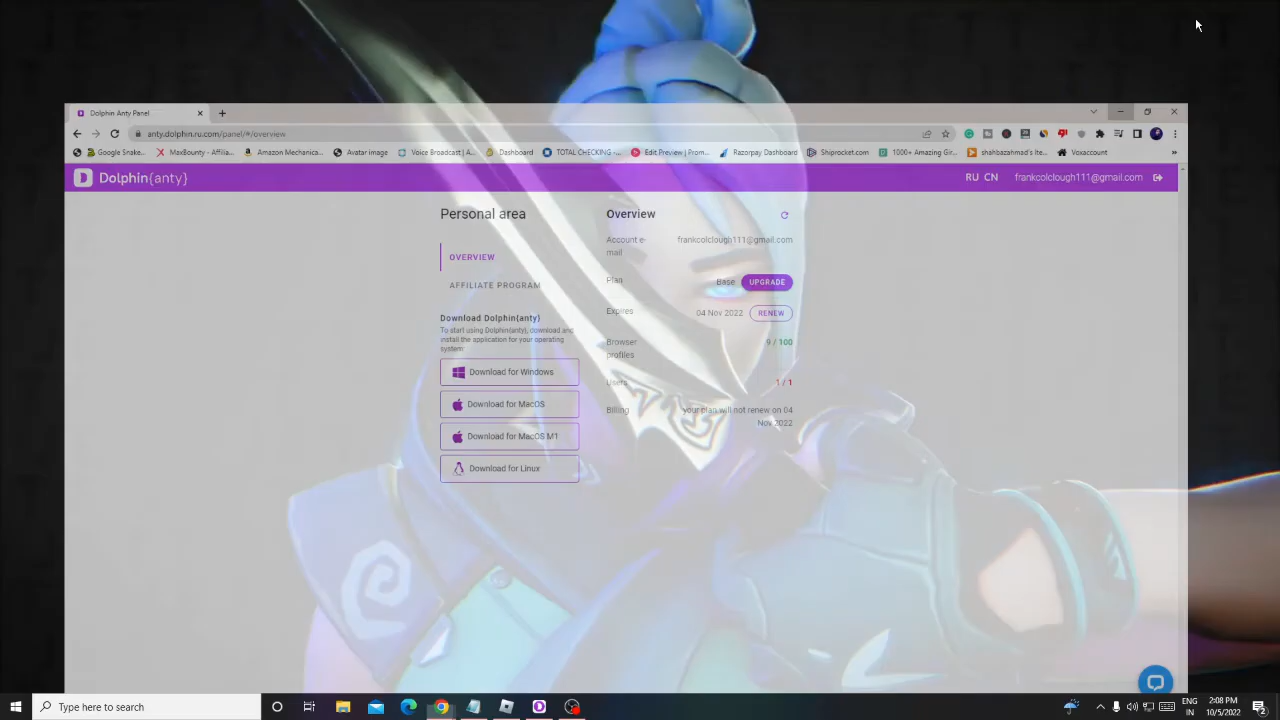 Dolphin Anty Panel
anty.dolphin.ru.com/panel/#/overview
Google Snake...
MaxBounty - Affilia...
Amazon Mechanica...
Avatar image
Voice Broadcast | A...
Dashboard
TOTAL CHECKING -...
Edit Preview | Prom...
Razorpay Dashboard
Shiprocket.com
1000+ Amazing Gir...
shahbazahmad's Ite...
Voxaccount
»
Dolphin{anty}
RU CN
frankcolclough111@gmail.com
Personal area
OVERVIEW
AFFILIATE PROGRAM
Download Dolphin{anty}
To start using Dolphin{anty}, download and
install the application for your operating
system:
Download for Windows
Download for MacOS
Download for MacOS M1
Download for Linux
Overview
Account e-
mail
frankcolclough111@gmail.com
Plan
Base
UPGRADE
Expires
04 Nov 2022
RENEW
Browser
profiles
9 / 100
Users
1 / 1
Billing
your plan will not renew on 04
Nov 2022
Type here to search
ENG
IN
2:08 PM
10/5/2022
2